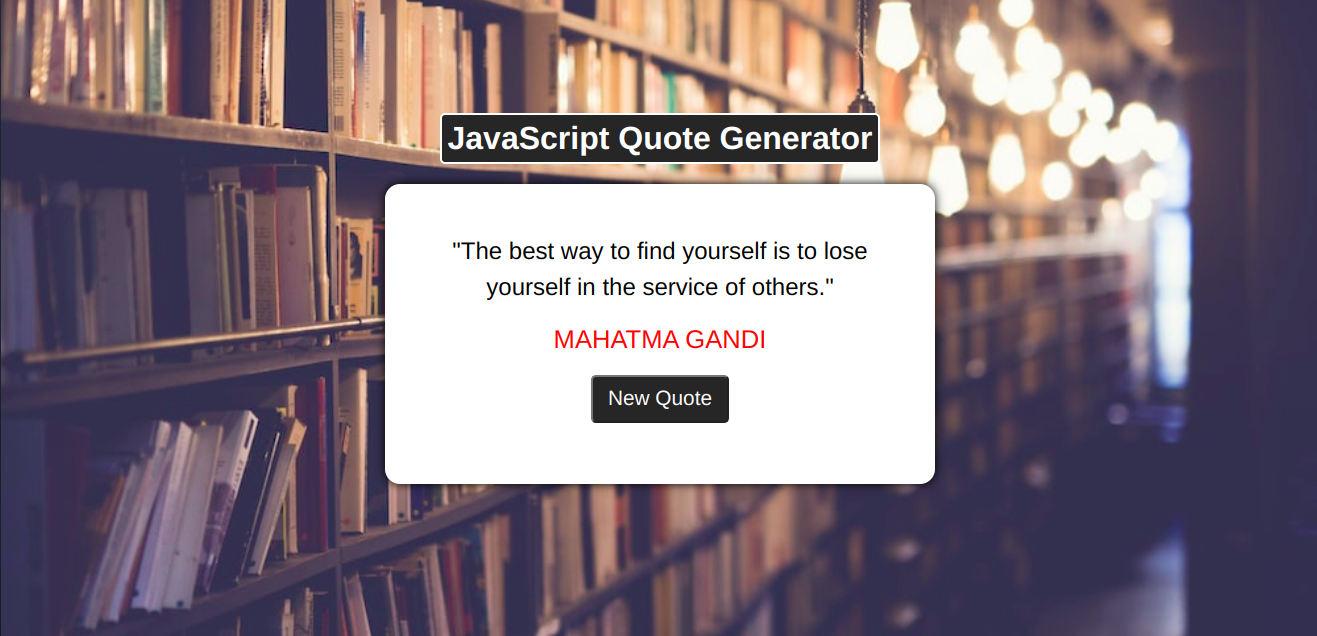 JavaScript Quote Generator
"The best way to find yourself is to lose
yourself in the service of others."
MAHATMA GANDI
New Quote